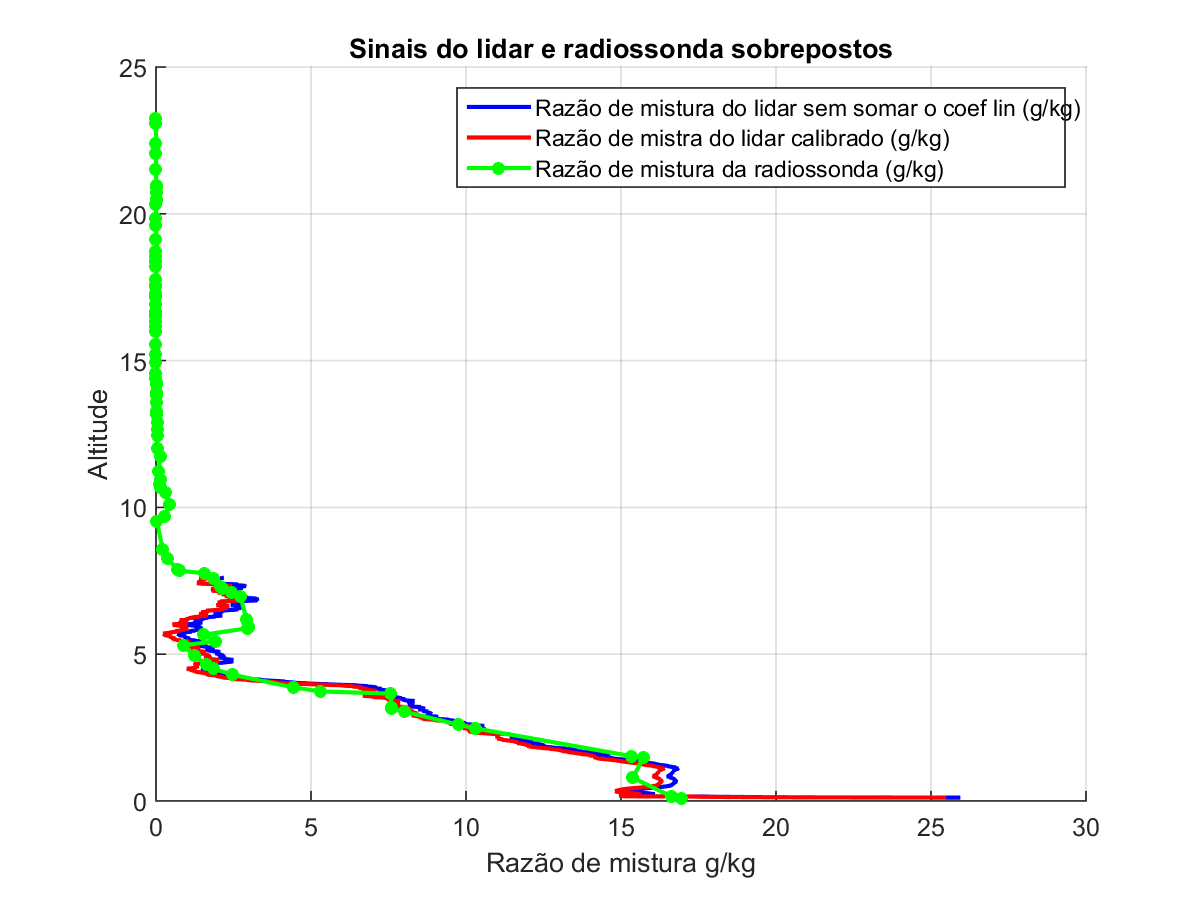 Sinais do lidar e radiossonda sobrepostos
25
Razão de mistura do lidar sem somar o coef lin (g/kg)
Razão de mistra do lidar calibrado (g/kg)
Razão de mistura da radiossonda (g/kg)
20
15
Altitude
10
5
0
0 5 10 15 20 25 30
Razão de mistura g/kg